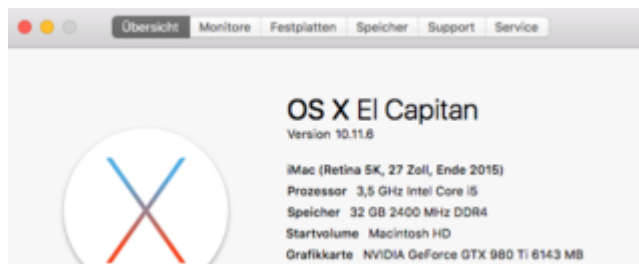 Übersicht Monitore Festplatten Speicher Support Service
OS X El Capitan
Version 10.11.6
iMac (Retina 5K, 27 Zoll, Ende 2015)
Prozessor 3,5 GHz Intel Core i5
Speicher 32 GB 2400 MHz DDR4
Startvolume Macintosh HD
Grafikkarte NVIDIA GeForce GTX 980 Ti 6143 MB